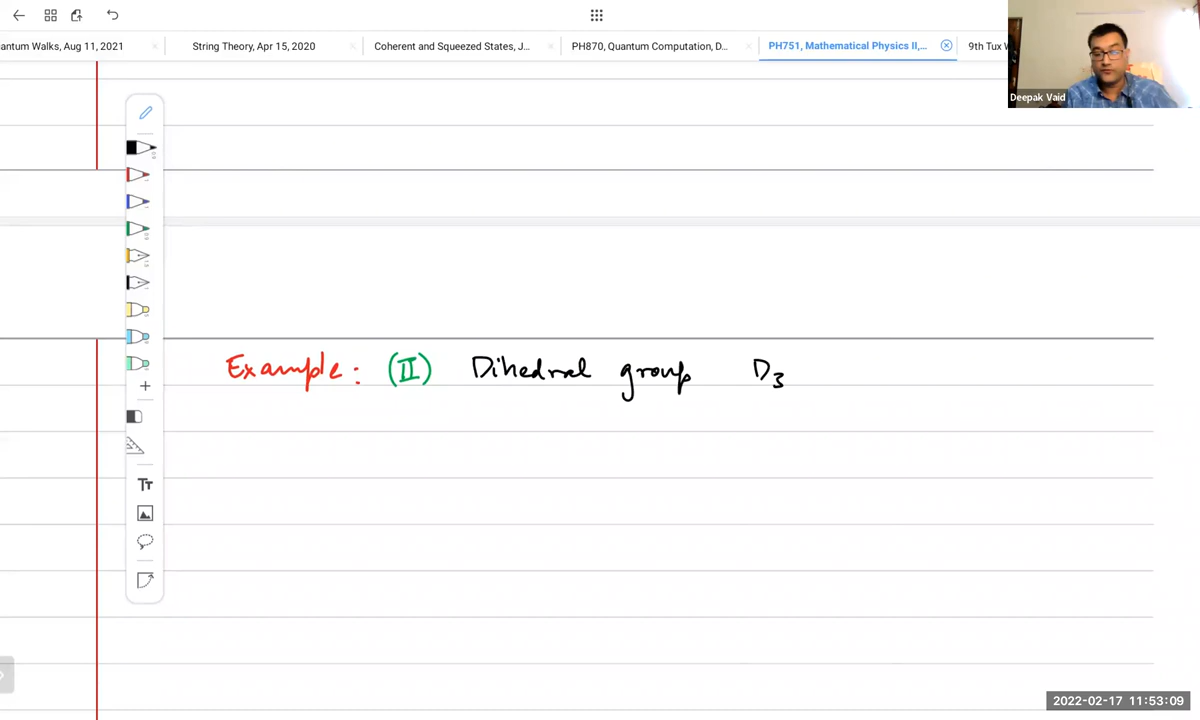 antum Walks, Aug 11, 2021
String Theory, Apr 15, 2020
Coherent and Squeezed States, J...
PH870, Quantum Computation, D...
PH751, Mathematical Physics II,...
9th Tux W
Deepak Vaid
Example: (II) Dihedral group D₃
TT
2022-02-17 11:53:09